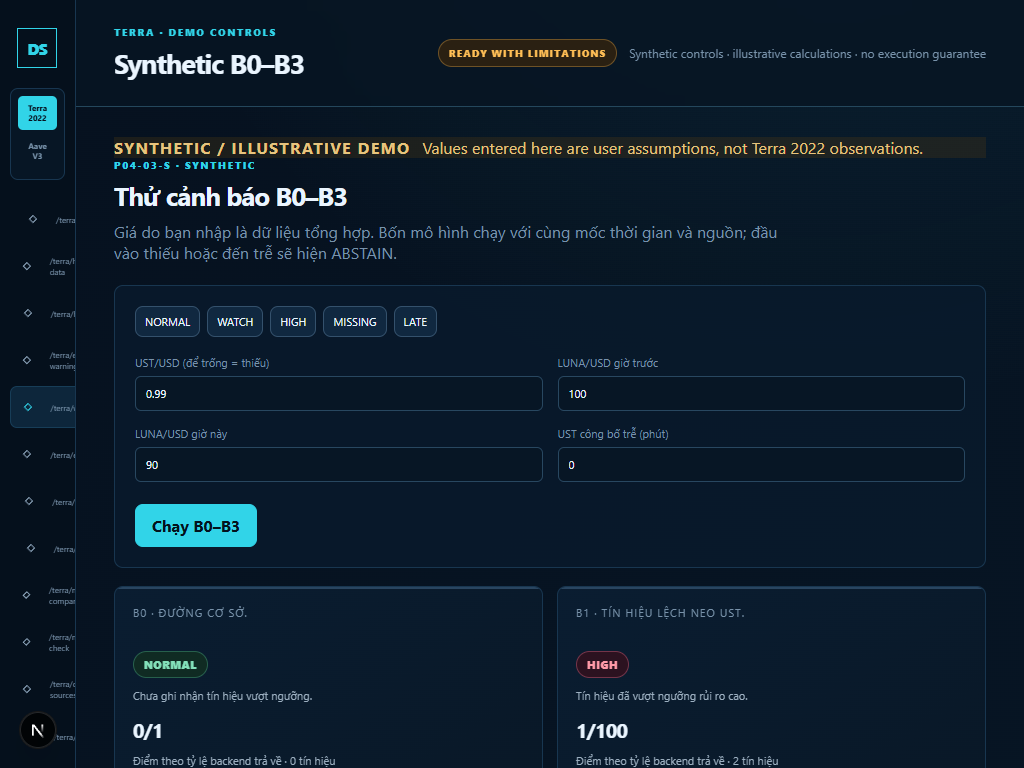 DS
Terra
2022
Aave
V3
/terra
/terra/
data
/terra/
/terra/
warning
/terra/
/terra/
/terra/
/terra/
/terra/
compar
/terra/
check
/terra/
sources
/terra/
N
TERRA · DEMO CONTROLS
Synthetic B0–B3
READY WITH LIMITATIONS
Synthetic controls · illustrative calculations · no execution guarantee
SYNTHETIC / ILLUSTRATIVE DEMO Values entered here are user assumptions, not Terra 2022 observations.
P04-03-S · SYNTHETIC
Thử cảnh báo B0–B3
Giá do bạn nhập là dữ liệu tổng hợp. Bốn mô hình chạy với cùng mốc thời gian và nguồn; đầu
vào thiếu hoặc đến trễ sẽ hiện ABSTAIN.
NORMAL WATCH HIGH MISSING LATE
UST/USD (để trống = thiếu)
0.99
LUNA/USD giờ trước
100
LUNA/USD giờ này
90
UST công bố trễ (phút)
0
Chạy B0–B3
B0 · ĐƯỜNG CƠ SỞ.
NORMAL
Chưa ghi nhận tín hiệu vượt ngưỡng.
0/1
Điểm theo tỷ lệ backend trả về · 0 tín hiệu
B1 · TÍN HIỆU LỆCH NEO UST.
HIGH
Tín hiệu đã vượt ngưỡng rủi ro cao.
1/100
Điểm theo tỷ lệ backend trả về · 2 tín hiệu